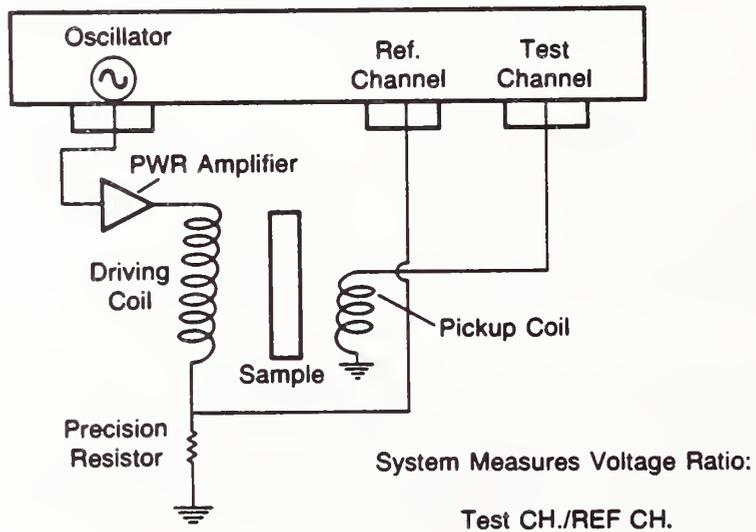 Oscillator
Ref.
Channel
Test
Channel
PWR Amplifier
Driving
Coil
Sample
Pickup Coil
Precision
Resistor
System Measures Voltage Ratio:
Test CH./REF CH.